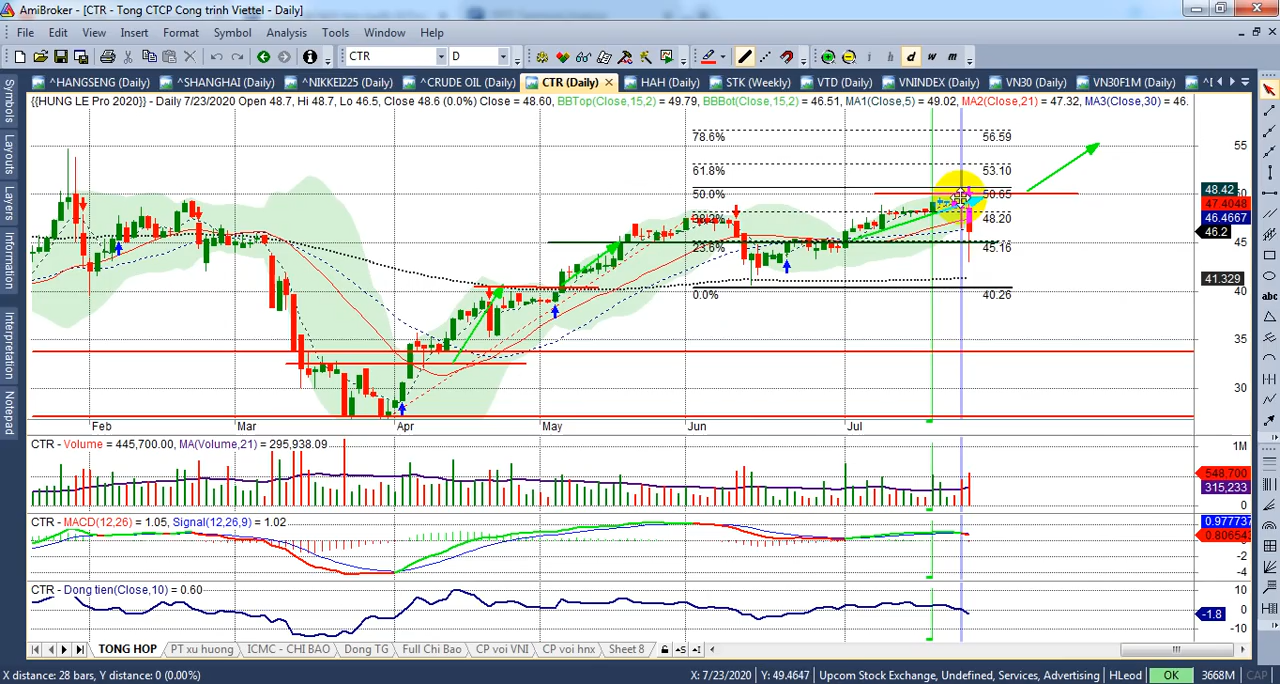 AmiBroker - [CTR - Tong CTCP Cong trinh Viettel - Daily]
File Edit View Insert Format Symbol Analysis Tools Window Help
CTR D i h d w m
^HANGSENG (Daily) ^SHANGHAI (Daily) ^NIKKEI225 (Daily) ^CRUDE OIL (Daily) CTR (Daily) HAH (Daily) STK (Weekly) VTD (Daily) VNINDEX (Daily) VN30 (Daily) VN30F1M (Daily)
{{HUNG LE Pro 2020}} - Daily 7/23/2020 Open 48.7, Hi 48.7, Lo 46.5, Close 48.6 (0.0%) Close = 48.60, BBTop(Close,15,2) = 49.79, BBBot(Close,15,2) = 46.51, MA1(Close,5) = 49.02, MA2(Close,21) = 47.32, MA3(Close,30) = 46.
Symbols
Layouts
Layers
Information
Interpretation
Notepad
78.6% 56.59
55
61.8% 53.10
50.0% 50.65
48.42
47.4048
48.20
46.4667
46.2
45
23.6% 45.16
41.329
40
0.0% 40.26
35
30
Feb Mar Apr May Jun Jul
CTR - Volume = 445,700.00, MA(Volume,21) = 295,938.09
1M
548,700
315,233
0
CTR - MACD(12,26) = 1.05, Signal(12,26,9) = 1.02
0.977737
0.806543
-2
-4
CTR - Dong tien(Close,10) = 0.60
10
0
-1.8
-10
TONG HOP PT xu huong ICMC - CHI BAO Dong TG Full Chi Bao CP voi VNI CP voi hnx Sheet 8
X distance: 28 bars, Y distance: 0 (0.00%) X: 7/23/2020 Y: 49.4647 Upcom Stock Exchange, Undefined, Services, Advertising HLeod OK 3668M CAP